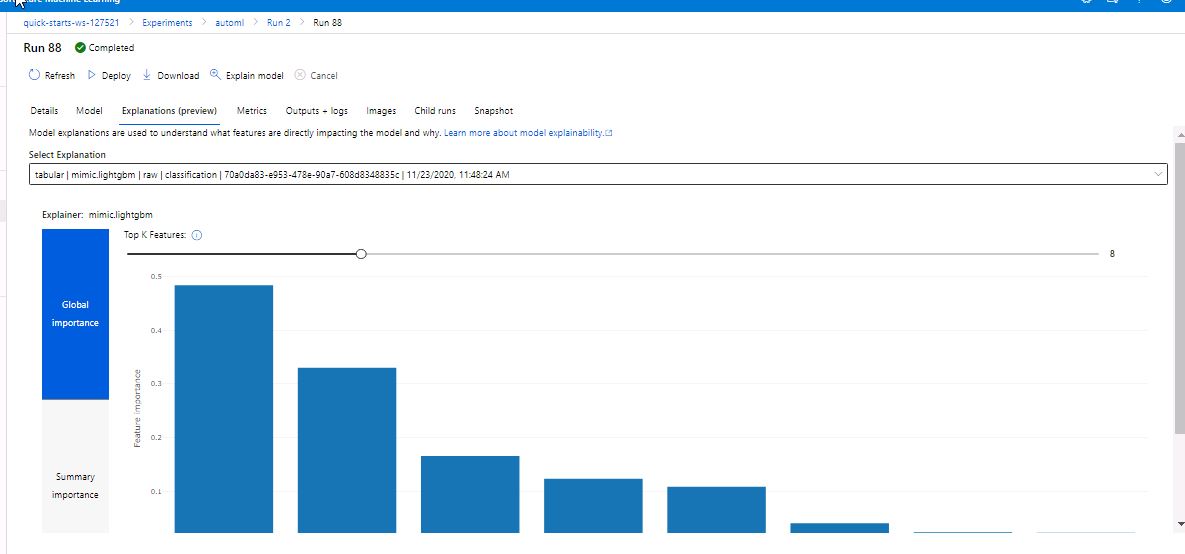 Machine Learning
quick-starts-ws-127521 > Experiments > automl > Run 2 > Run 88
Run 88 Completed
Refresh Deploy Download Explain model Cancel
Details Model Explanations (preview) Metrics Outputs + logs Images Child runs Snapshot
Model explanations are used to understand what features are directly impacting the model and why. Learn more about model explainability.
Select Explanation
tabular | mimic.lightgbm | raw | classification | 70a0da83-e953-478e-90a7-608d8348835c | 11/23/2020, 11:48:24 AM
Explainer: mimic.lightgbm
Top K Features:
8
Global
importance
Summary
importance
Feature importance
0.5
0.4
0.3
0.2
0.1